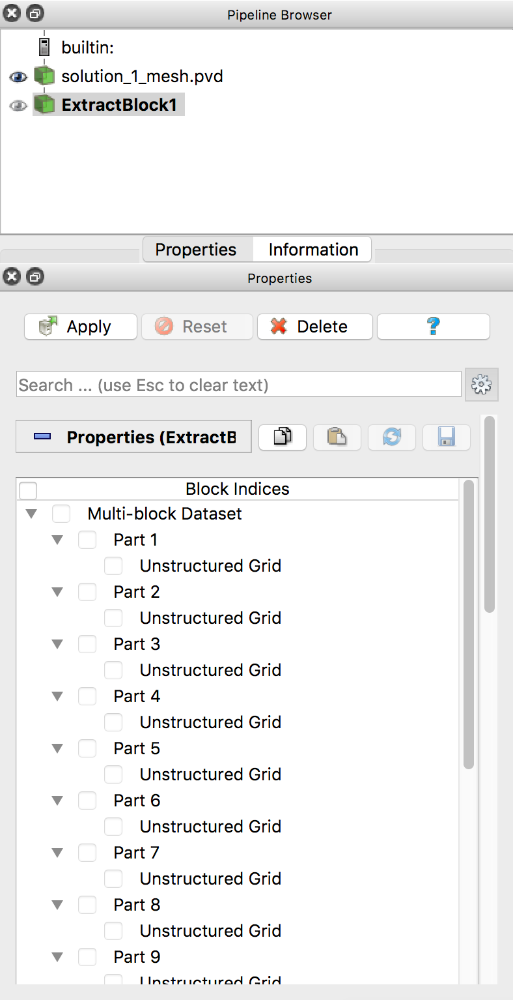 Pipeline Browser
builtin:
solution_1_mesh.pvd
ExtractBlock1
Properties Information
Properties
Apply Reset Delete ?
Search ... (use Esc to clear text)
Properties (ExtractB
Block Indices
Multi-block Dataset
Part 1
Unstructured Grid
Part 2
Unstructured Grid
Part 3
Unstructured Grid
Part 4
Unstructured Grid
Part 5
Unstructured Grid
Part 6
Unstructured Grid
Part 7
Unstructured Grid
Part 8
Unstructured Grid
Part 9
Unstructured Grid